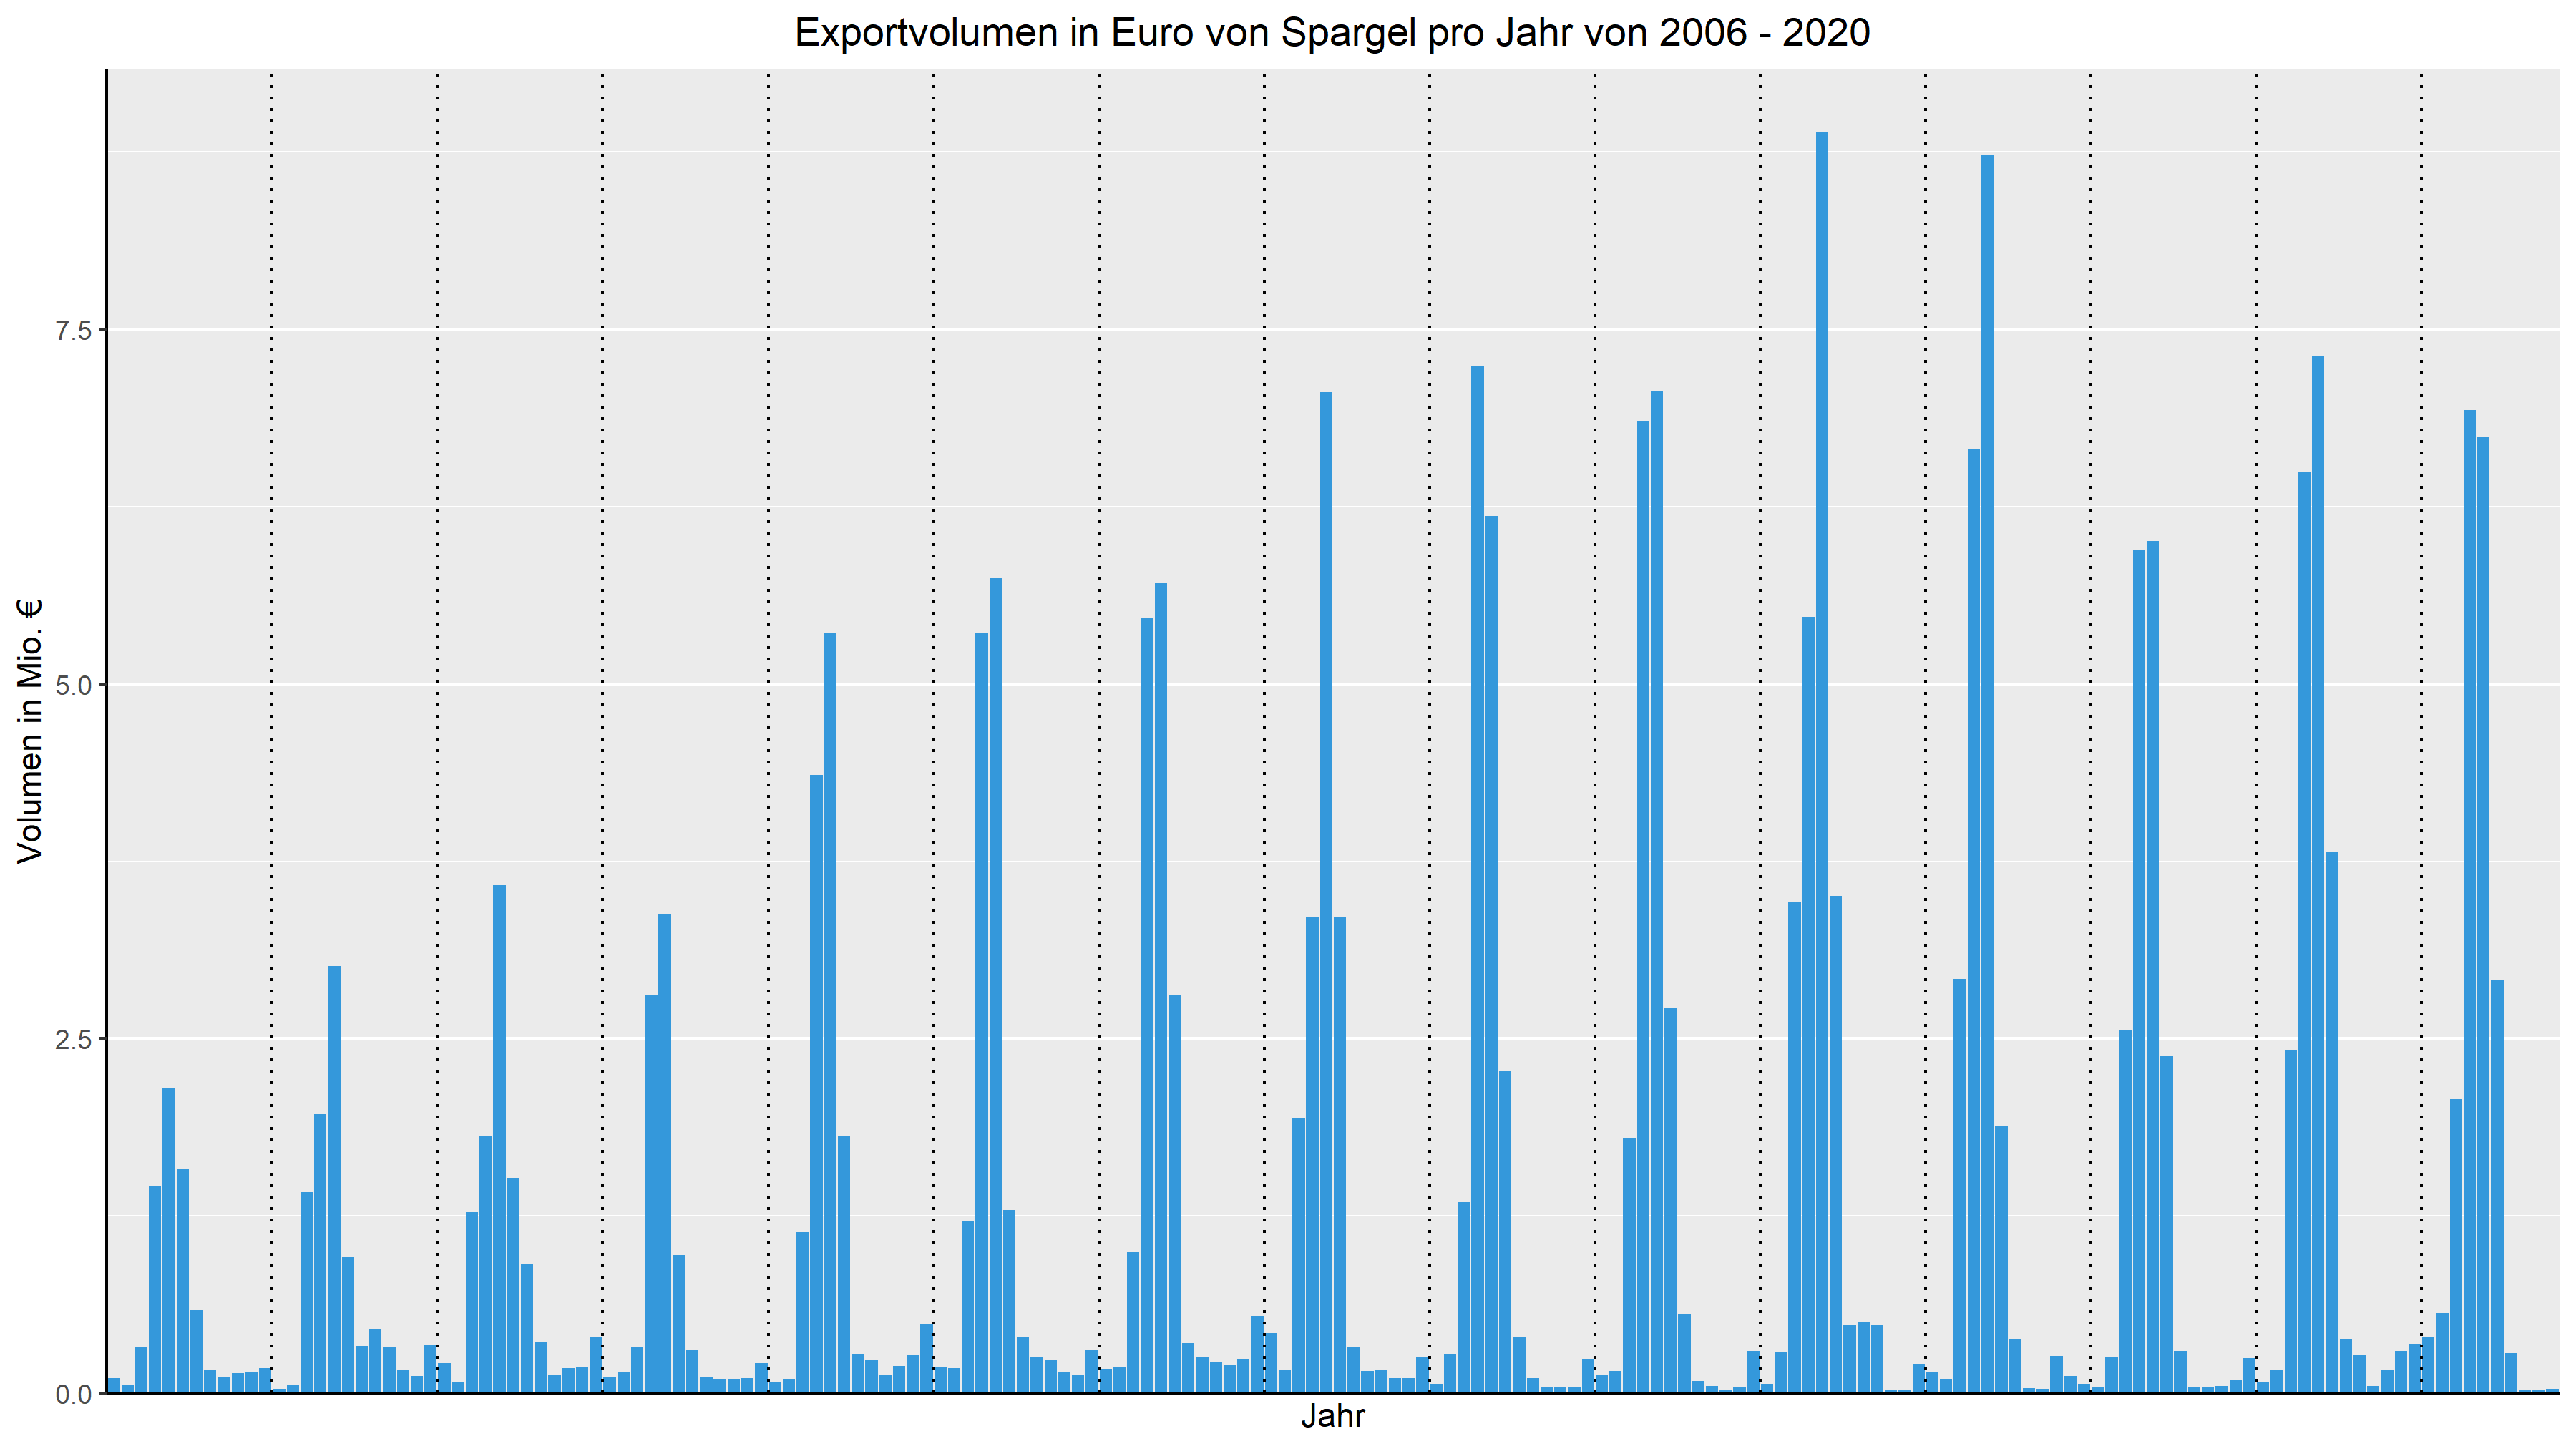 Exportvolumen in Euro von Spargel pro Jahr von 2006 - 2020
Volumen in Mio. €
7.5
5.0
2.5
0.0
Jahr